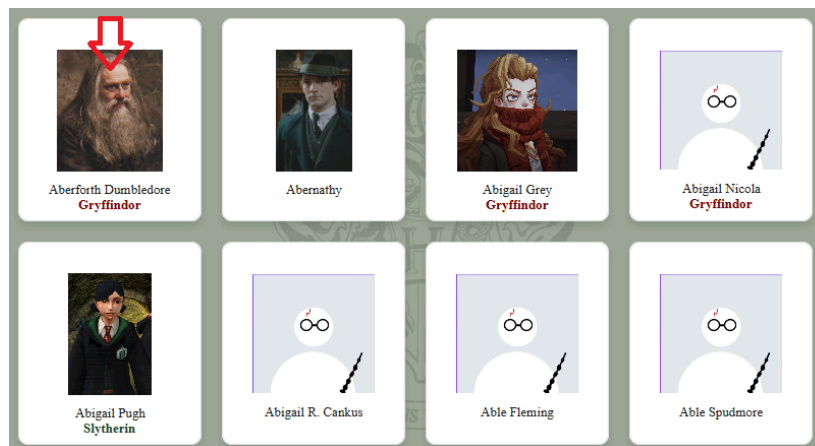 Aberforth Dumbledore
Gryffindor
Abernathy
Abigail Grey
Gryffindor
Abigail Nicola
Gryffindor
Abigail Pugh
Slytherin
Abigail R. Cankus
Able Fleming
Able Spudmore